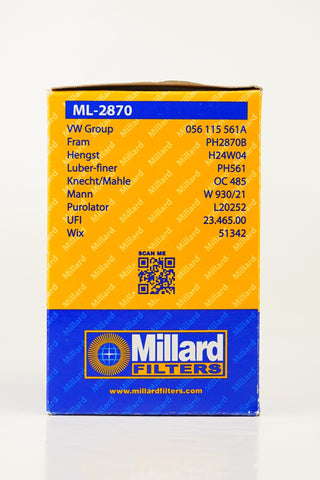 ML-2870
VW Group 056 115 561A
Fram PH2870B
Hengst H24W04
Luber-finer PH561
Knecht/Mahle OC 485
Mann W 930/21
Purolator L20252
UFI 23.465.00
Wix 51342
SCAN ME
Millard
FILTERS
www.millardfilters.com